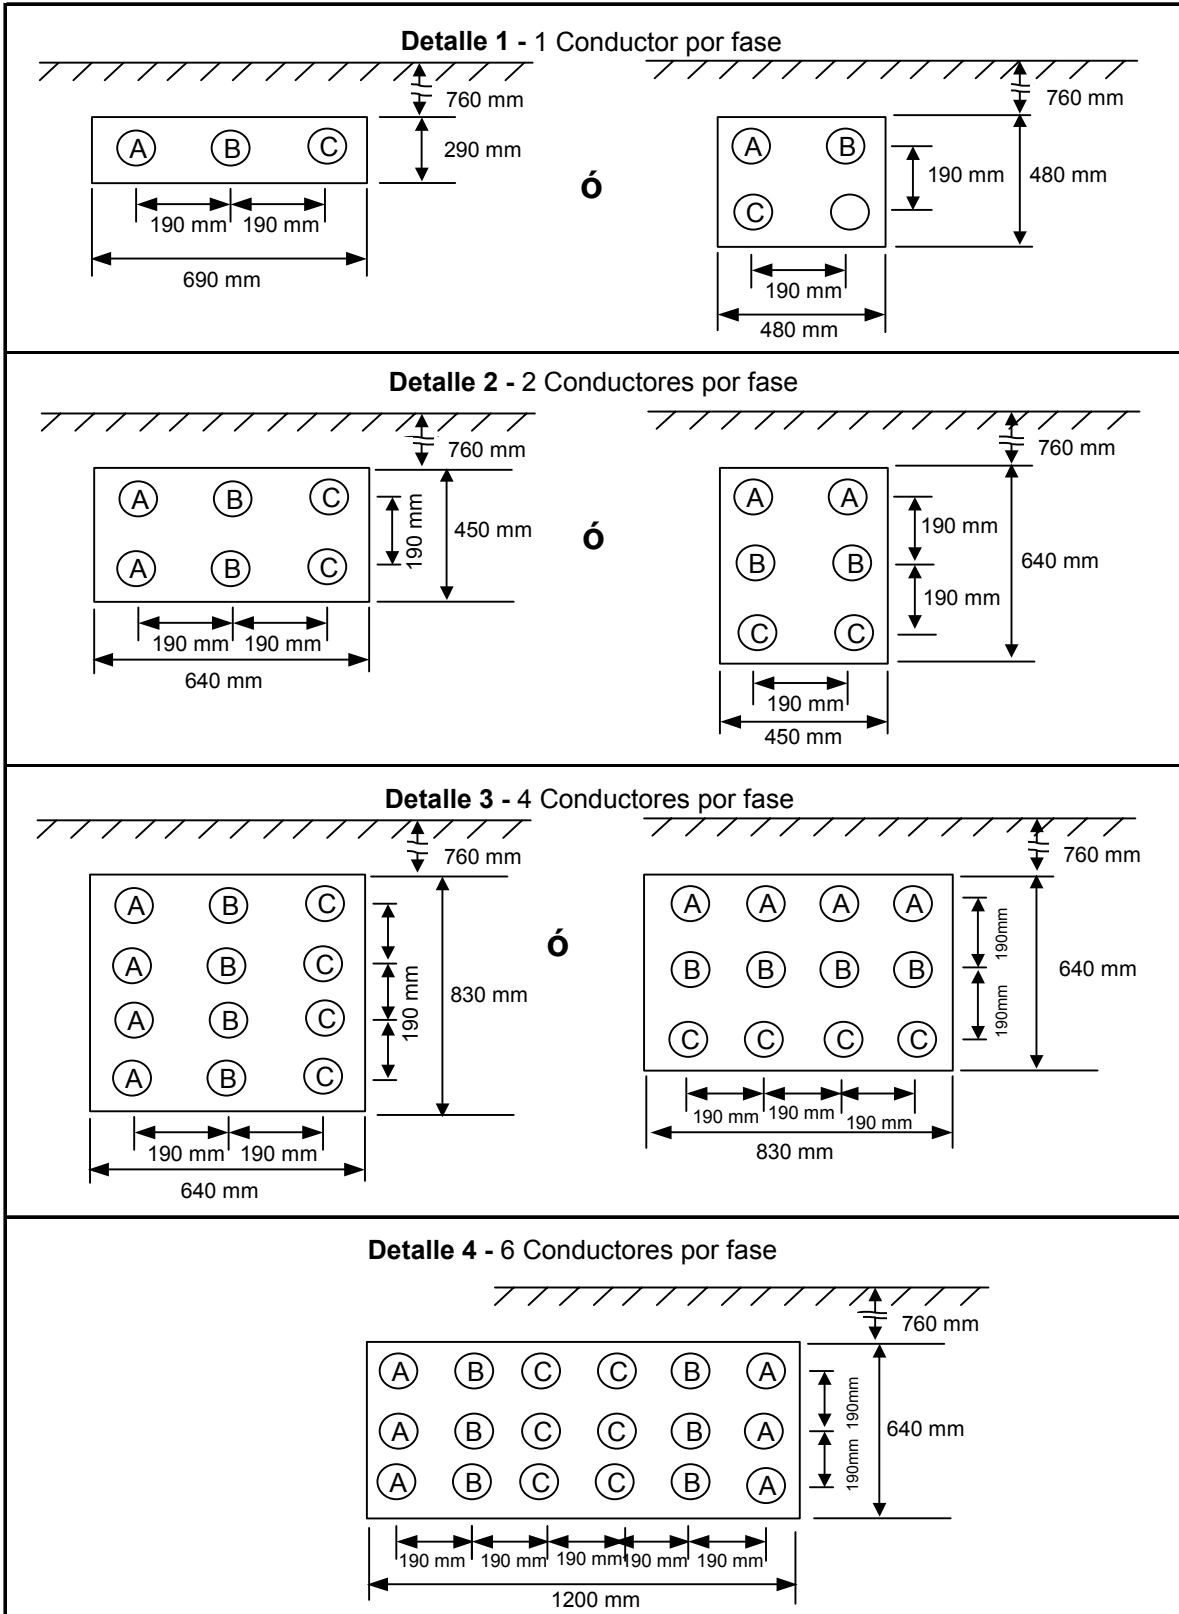 Detalle 1 - 1 Conductor por fase
760 mm
A B C
290 mm
190 mm 190 mm
690 mm
ó
760 mm
A B
C
190 mm
480 mm
190 mm
480 mm
Detalle 2 - 2 Conductores por fase
760 mm
A B C
A B C
190 mm
450 mm
190 mm 190 mm
640 mm
ó
760 mm
A A
B B
C C
190 mm
190 mm
640 mm
190 mm
450 mm
Detalle 3 - 4 Conductores por fase
760 mm
A B C
A B C
A B C
A B C
190 mm
830 mm
190 mm 190 mm
640 mm
ó
760 mm
A A A A
B B B B
C C C C
190mm
190mm
640 mm
190 mm 190 mm 190 mm
830 mm
Detalle 4 - 6 Conductores por fase
760 mm
A B C C B A
A B C C B A
A B C C B A
190mm
190mm
640 mm
190 mm 190 mm 190 mm 190 mm 190 mm
1200 mm